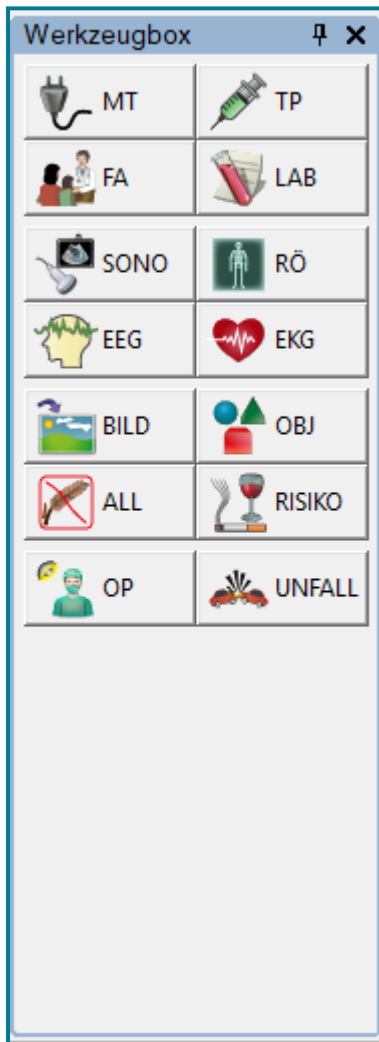 Werkzeugbox
MT TP
FA LAB
SONO RÖ
EEG EKG
BILD OBJ
ALL RISIKO
OP UNFALL